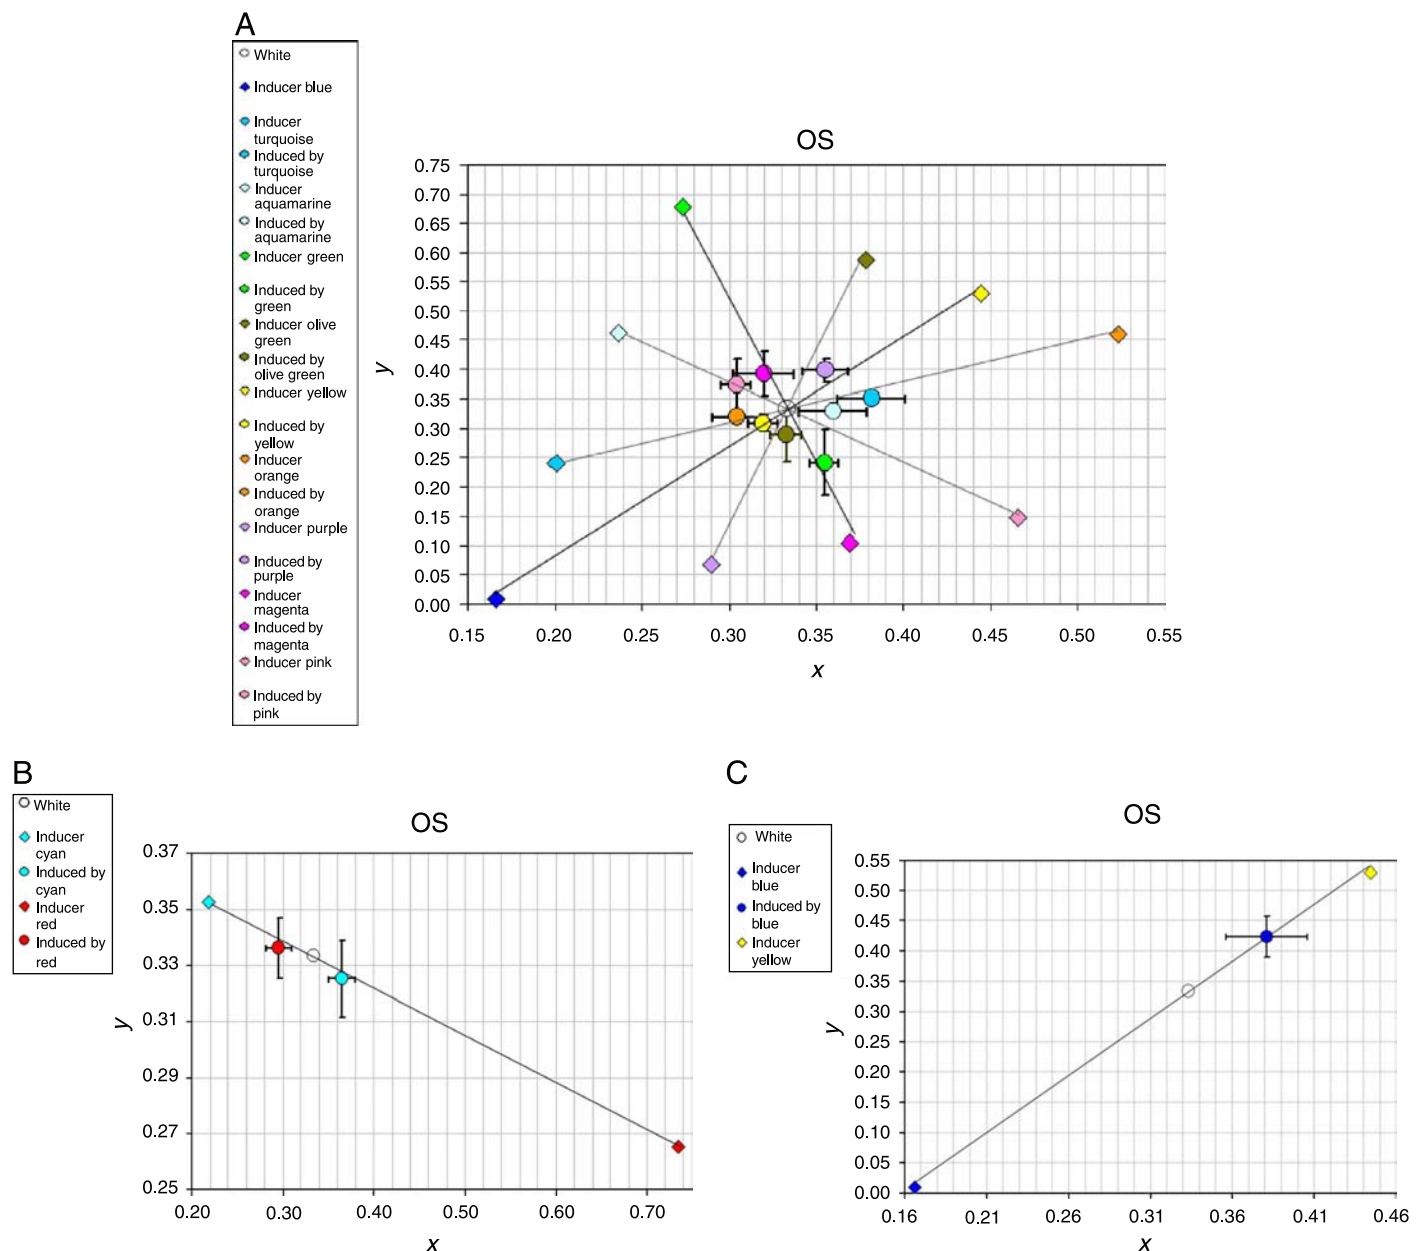 A
White
Inducer blue
Inducer
turquoise
Induced by
turquoise
Inducer
aquamarine
Induced by
aquamarine
Inducer green
Induced by
green
Inducer olive
green
Induced by
olive green
Inducer yellow
Induced by
yellow
Inducer
orange
Induced by
orange
Inducer purple
Induced by
purple
Inducer
magenta
Induced by
magenta
Inducer pink
Induced by
pink
OS
0.75
0.70
0.65
0.60
0.55
0.50
0.45
0.40
0.35
0.30
0.25
0.20
0.15
0.10
0.05
0.00
y
0.15 0.20 0.25 0.30 0.35 0.40 0.45 0.50 0.55
x
B
White
Inducer
cyan
Induced by
cyan
Inducer
red
Induced by
red
OS
0.37
0.35
0.33
0.31
0.29
0.27
0.25
y
0.20 0.30 0.40 0.50 0.60 0.70
x
C
White
Inducer
blue
Induced by
blue
Inducer
yellow
OS
0.55
0.50
0.45
0.40
0.35
0.30
0.25
0.20
0.15
0.10
0.05
0.00
y
0.16 0.21 0.26 0.31 0.36 0.41 0.46
x